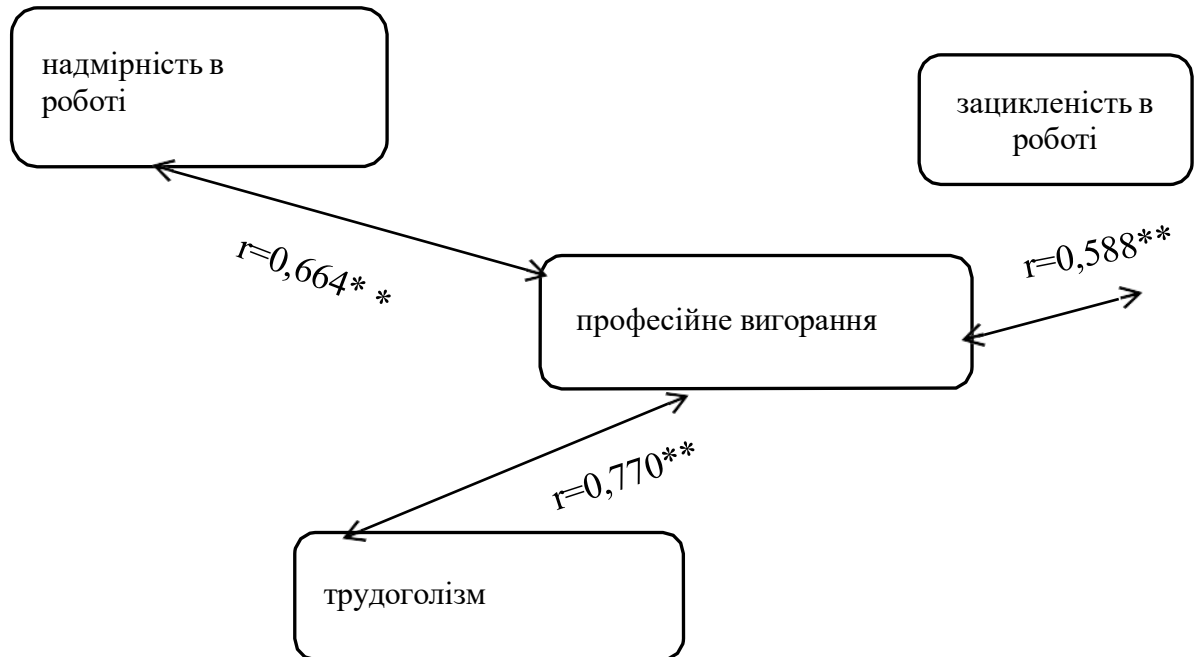 надмірність в
роботі
зацикленість в
роботі
r=0,664* *
r=0,588**
професійне вигорання
r=0,770**
трудоголізм